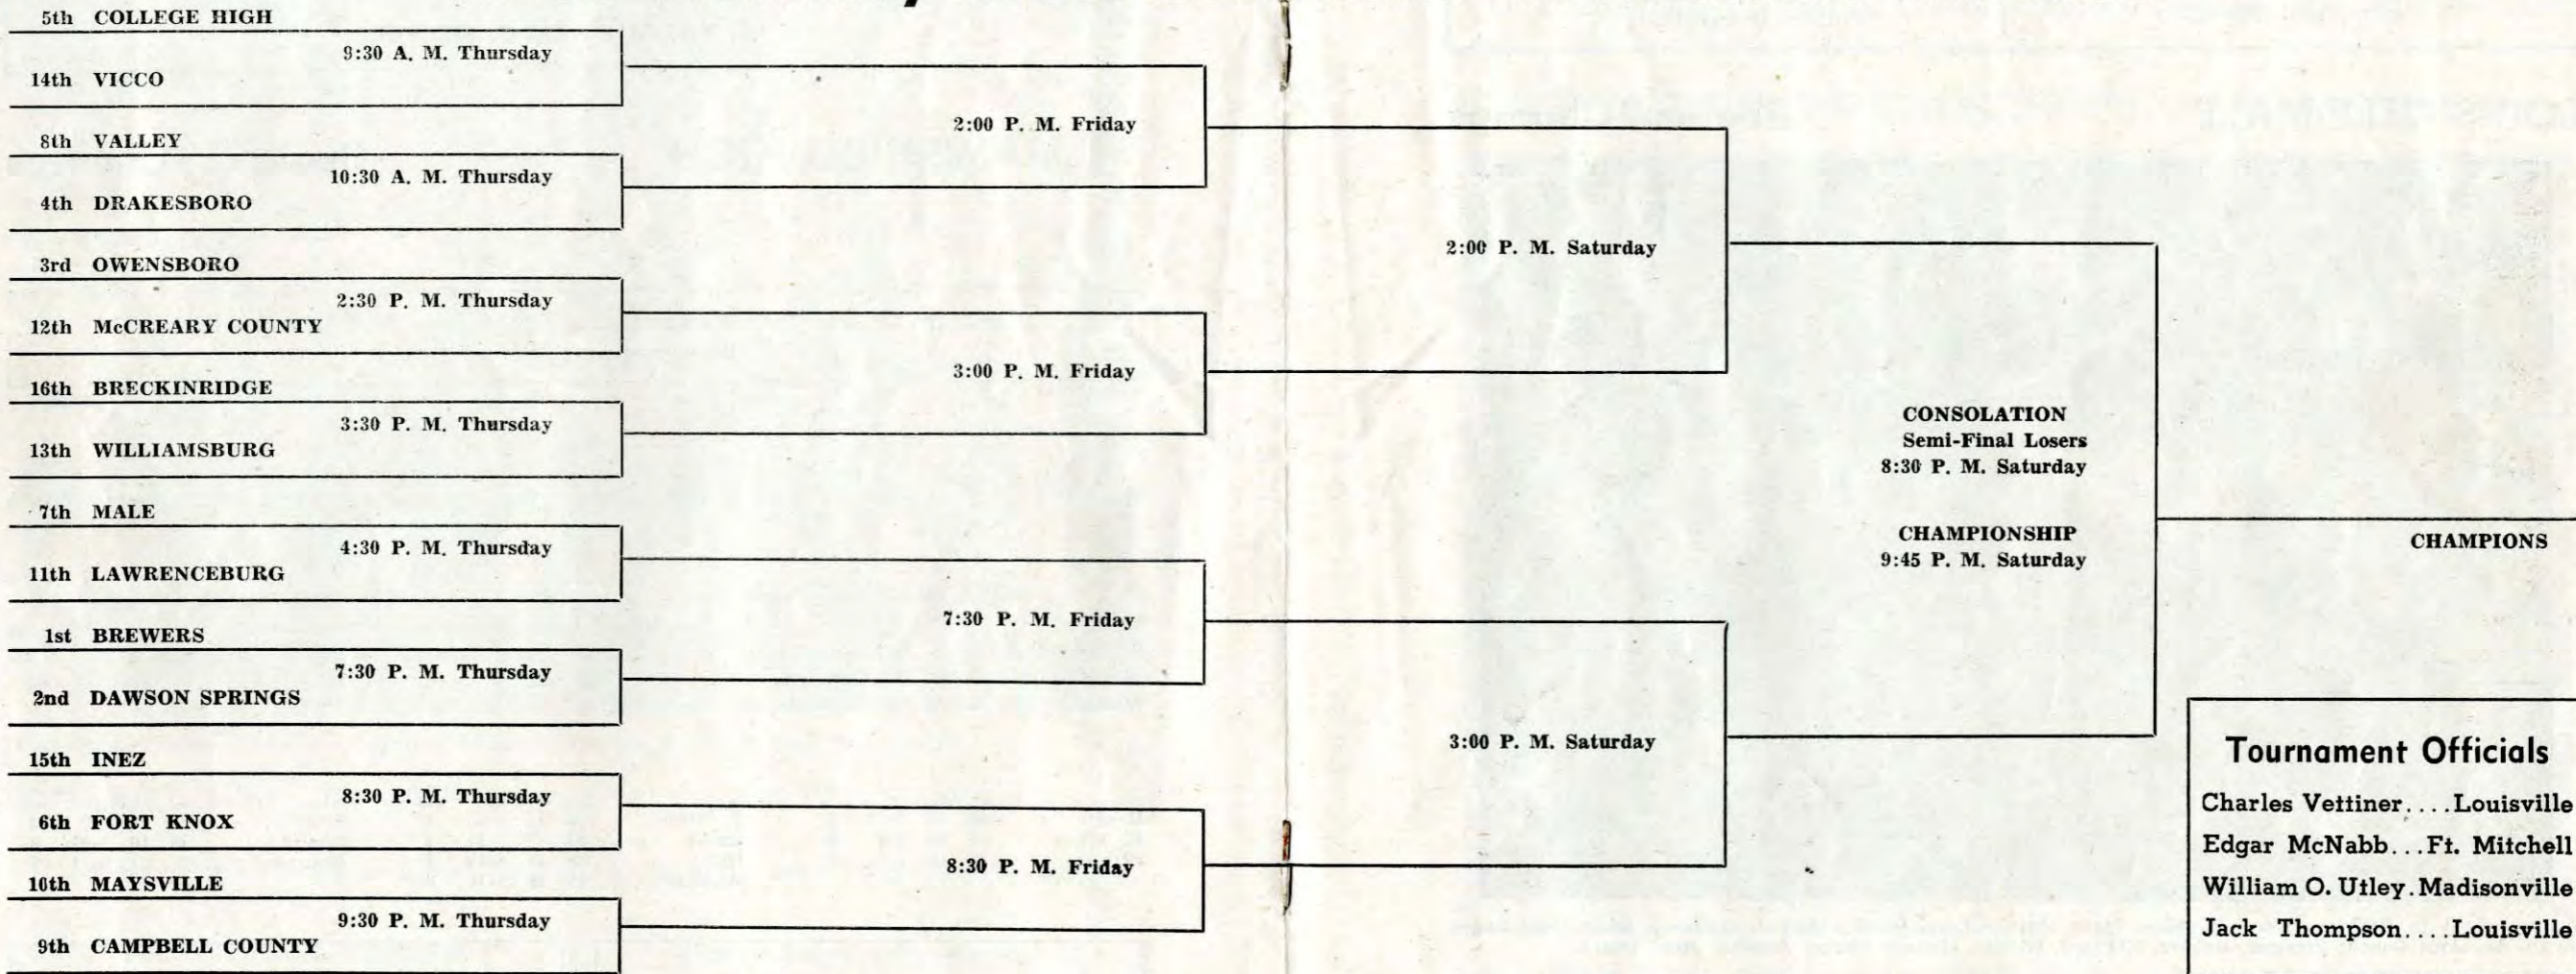 5th COLLEGE HIGH
9:30 A. M. Thursday
14th VICCO
2:00 P. M. Friday
8th VALLEY
10:30 A. M. Thursday
4th DRAKESBORO
2:00 P. M. Saturday
3rd OWENSBORO
2:30 P. M. Thursday
12th McCREARY COUNTY
3:00 P. M. Friday
16th BRECKINRIDGE
3:30 P. M. Thursday
13th WILLIAMSBURG
CONSOLATION
Semi-Final Losers
8:30 P. M. Saturday
7th MALE
4:30 P. M. Thursday
11th LAWRENCEBURG
CHAMPIONSHIP
9:45 P. M. Saturday
CHAMPIONS
7:30 P. M. Friday
1st BREWERS
7:30 P. M. Thursday
2nd DAWSON SPRINGS
3:00 P. M. Saturday
15th INEZ
8:30 P. M. Thursday
6th FORT KNOX
8:30 P. M. Friday
10th MAYSVILLE
9:30 P. M. Thursday
9th CAMPBELL COUNTY
Tournament Officials
Charles Vettiner....Louisville
Edgar McNabb...Ft. Mitchell
William O. Utley.Madisonville
Jack Thompson....Louisville